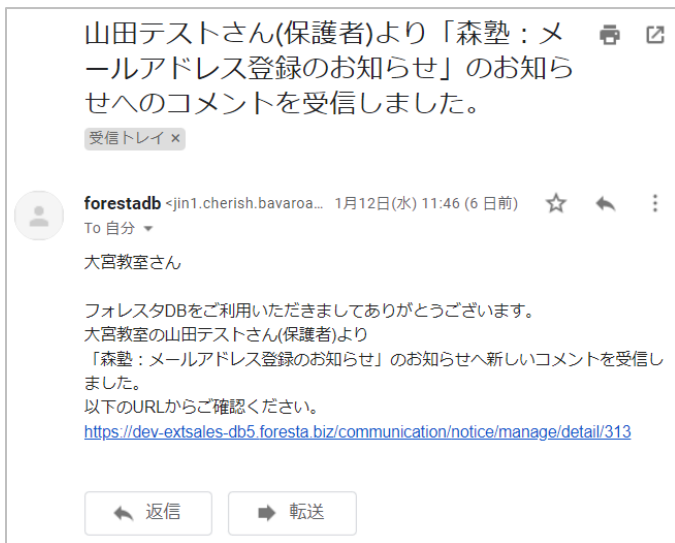 山田テストさん(保護者)より「森塾：メ
ールアドレス登録のお知らせ」のお知ら
せへのコメントを受信しました。
受信トレイ ×
forestadb <jin1.cherish.bavaroa... 1月12日(水) 11:46 (6 日前)
To 自分
大宮教室さん
フォレスタDBをご利用いただきましてありがとうございます。
大宮教室の山田テストさん(保護者)より
「森塾：メールアドレス登録のお知らせ」のお知らせへ新しいコメントを受信し
ました。
以下のURLからご確認ください。
https://dev-extsales-db5.foresta.biz/communication/notice/manage/detail/313
返信 転送